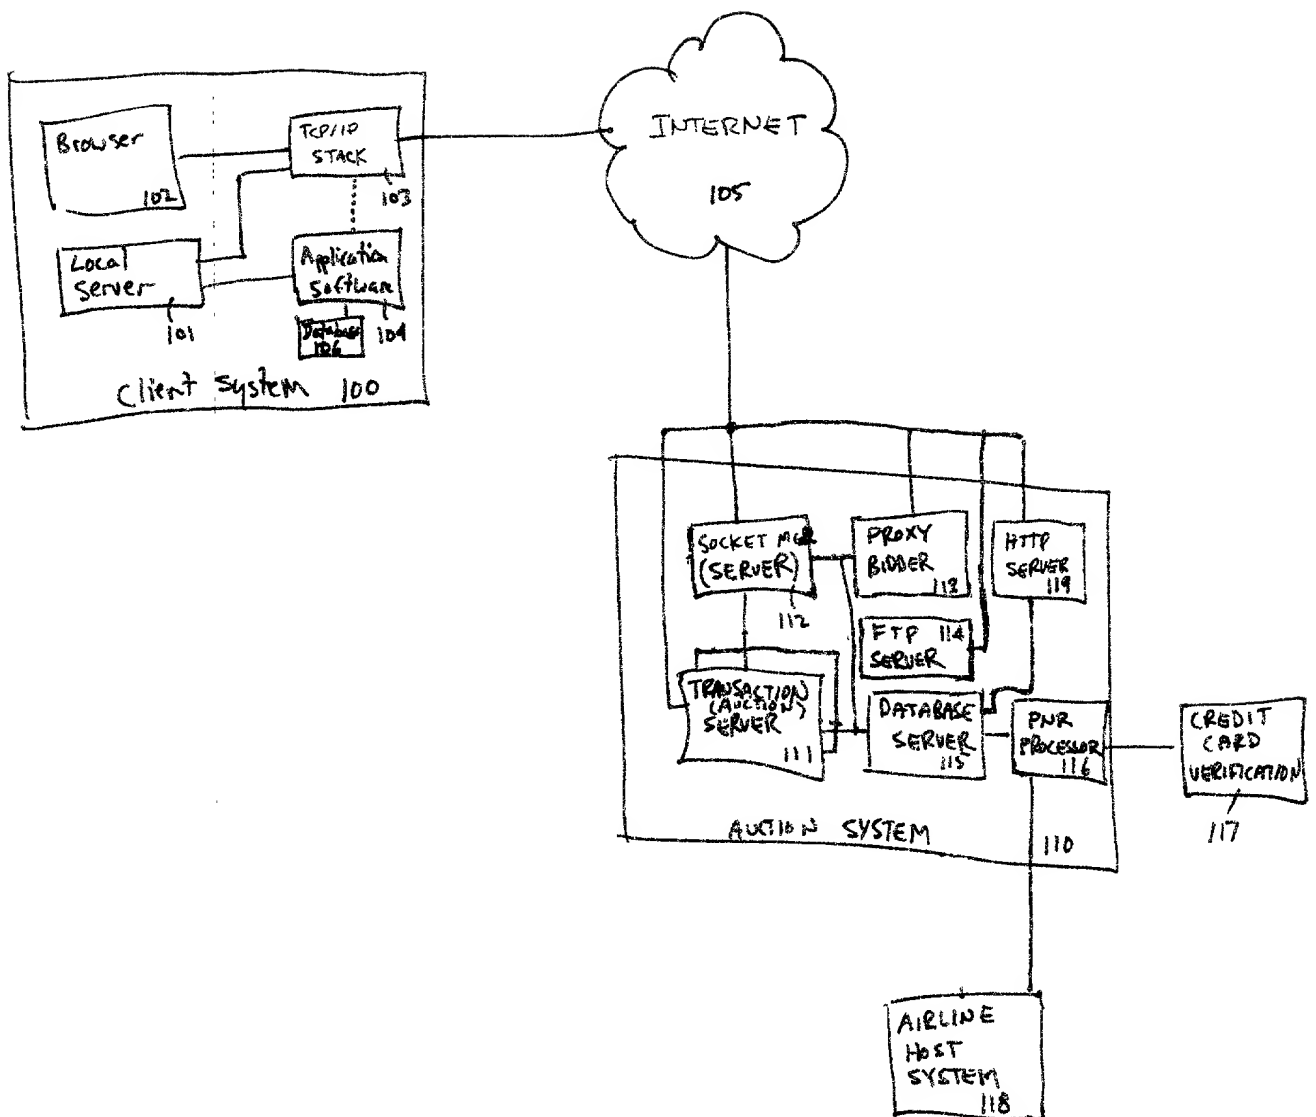 Browser
102
TCP/IP
STACK
103
Local
Server
101
Application
Software
104
Database
106
Client System 100
INTERNET
105
SOCKET MGR
(SERVER)
112
PROXY
BIDDER
113
HTTP
SERVER
119
FTP 114
SERVER
TRANSACTION
(AUCTION)
SERVER
111
DATABASE
SERVER
115
PNR
PROCESSOR
116
AUCTION SYSTEM
110
CREDIT
CARD
VERIFICATION
117
AIRLINE
HOST
SYSTEM
118